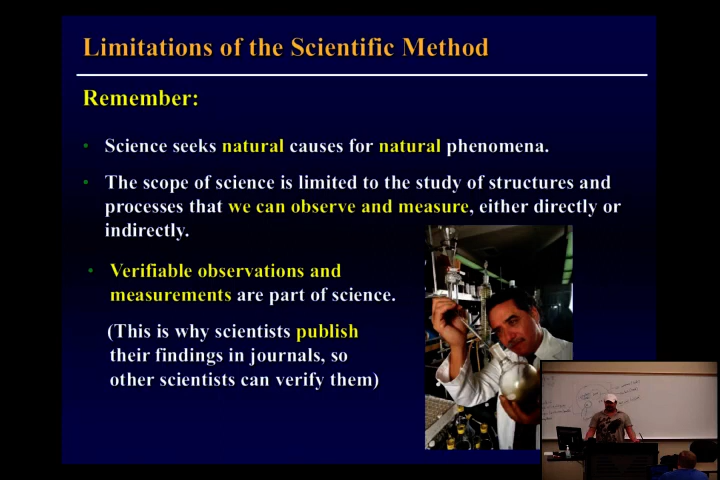 Limitations of the Scientific Method
Remember:
• Science seeks natural causes for natural phenomena.
• The scope of science is limited to the study of structures and
processes that we can observe and measure, either directly or
indirectly.
• Verifiable observations and
measurements are part of science.
(This is why scientists publish
their findings in journals, so
other scientists can verify them)